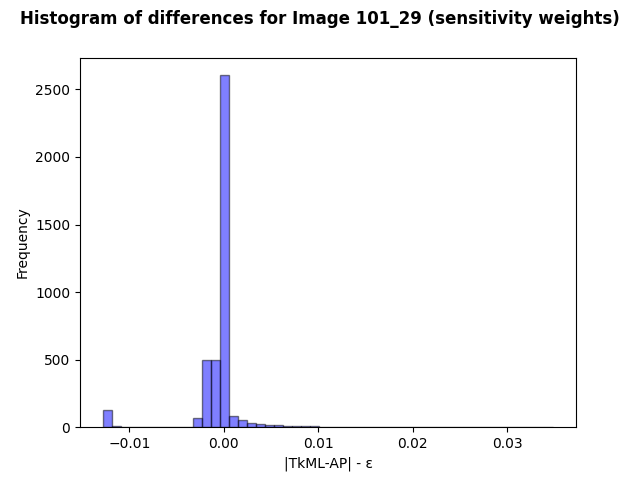 Histogram of differences for Image 101_29 (sensitivity weights)
2500
2000
1500
1000
500
0
Frequency
−0.01 0.00 0.01 0.02 0.03
|TkML-AP| - ε